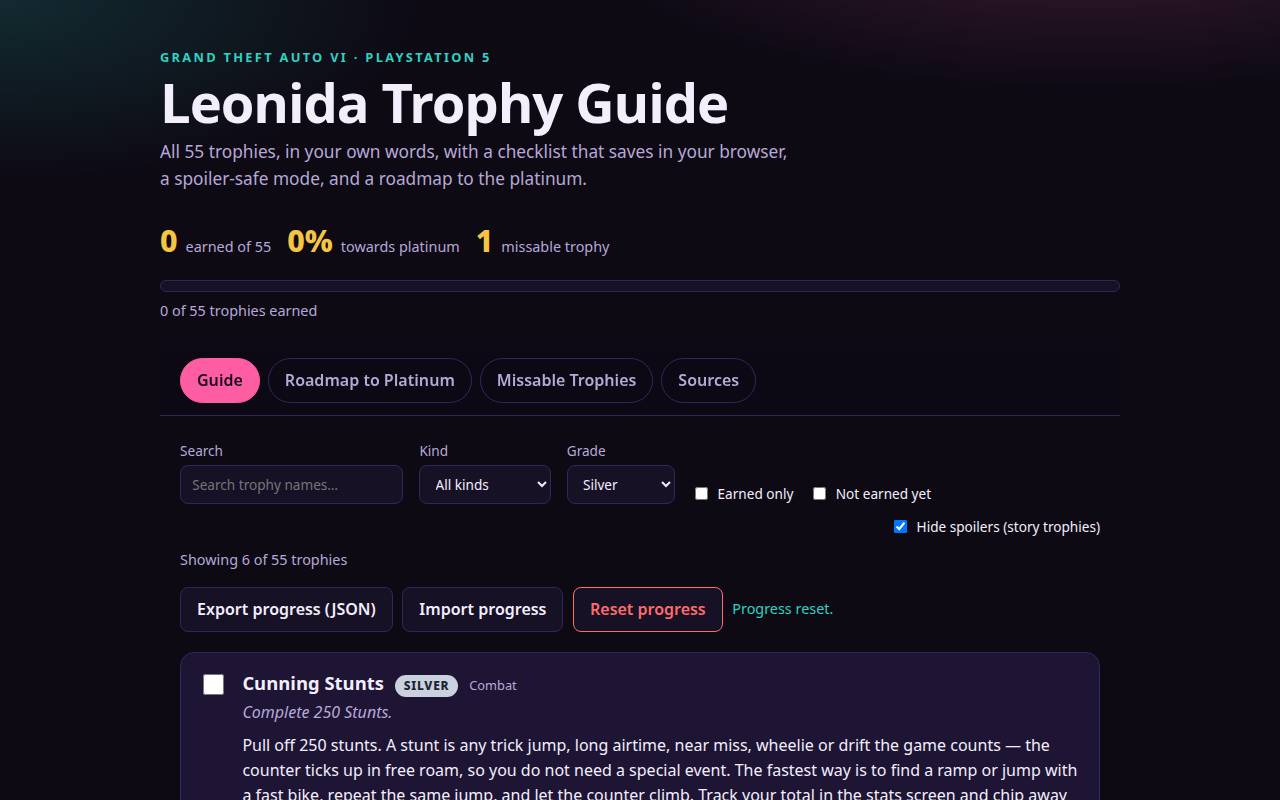 GRAND THEFT AUTO VI · PLAYSTATION 5
Leonida Trophy Guide
All 55 trophies, in your own words, with a checklist that saves in your browser,
a spoiler-safe mode, and a roadmap to the platinum.
0 earned of 55 0% towards platinum 1 missable trophy
0 of 55 trophies earned
Guide Roadmap to Platinum Missable Trophies Sources
Search Kind Grade
Search trophy names... All kinds Silver Earned only Not earned yet
Hide spoilers (story trophies)
Showing 6 of 55 trophies
Export progress (JSON) Import progress Reset progress Progress reset.
Cunning Stunts SILVER Combat
Complete 250 Stunts.
Pull off 250 stunts. A stunt is any trick jump, long airtime, near miss, wheelie or drift the game counts — the
counter ticks up in free roam, so you do not need a special event. The fastest way is to find a ramp or jump with
a fast bike, repeat the same jump, and let the counter climb. Track your total in the stats screen and chip away